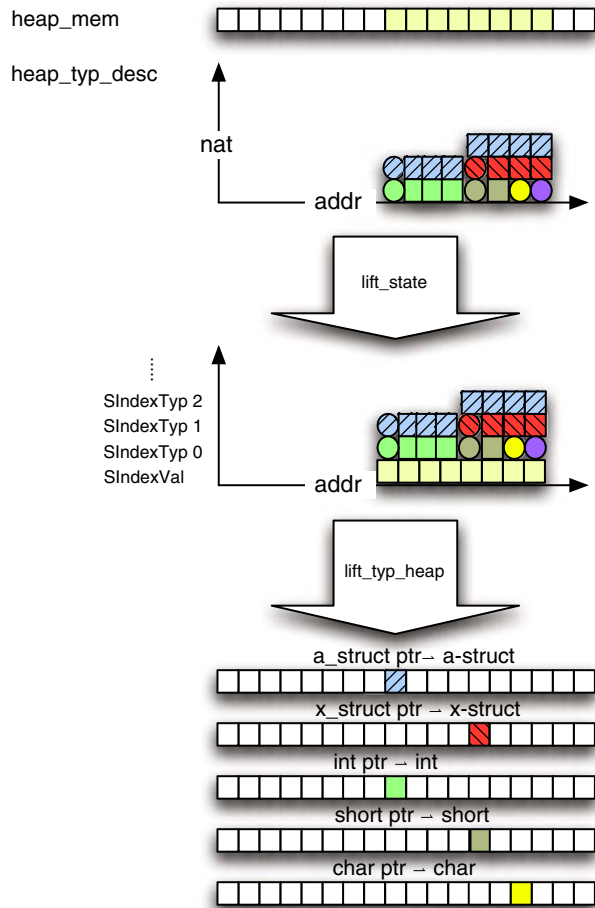 heap_mem
heap_typ_desc
nat
addr
lift_state
SIndexTyp 2
SIndexTyp 1
SIndexTyp 0
SIndexVal
addr
lift_typ_heap
a_struct ptr⇀ a-struct
x_struct ptr ⇀ x-struct
int ptr ⇀ int
short ptr ⇀ short
char ptr ⇀ char